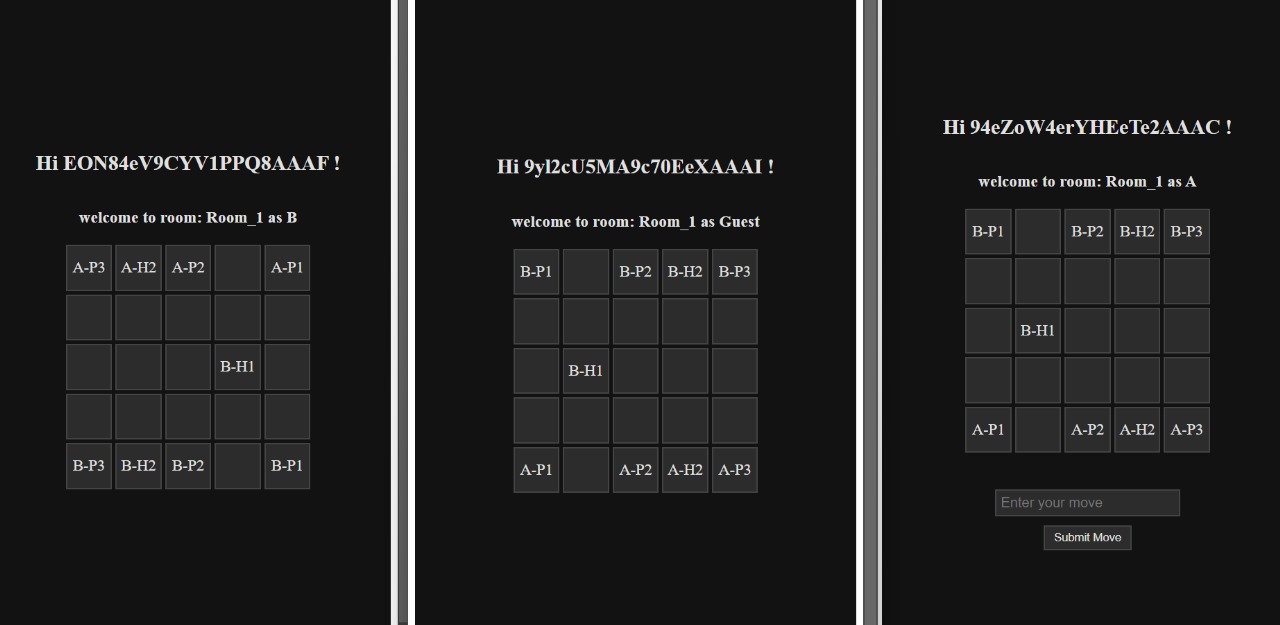 Hi EON84eV9CYV1PPQ8AAAF !
welcome to room: Room_1 as B
A-P3 A-H2 A-P2 A-P1
B-H1
B-P3 B-H2 B-P2 B-P1
Hi 9yl2cU5MA9c70EeXAAAI !
welcome to room: Room_1 as Guest
B-P1 B-P2 B-H2 B-P3
B-H1
A-P1 A-P2 A-H2 A-P3
Hi 94eZoW4erYHEeTe2AAAC !
welcome to room: Room_1 as A
B-P1 B-P2 B-H2 B-P3
B-H1
A-P1 A-P2 A-H2 A-P3
Enter your move
Submit Move